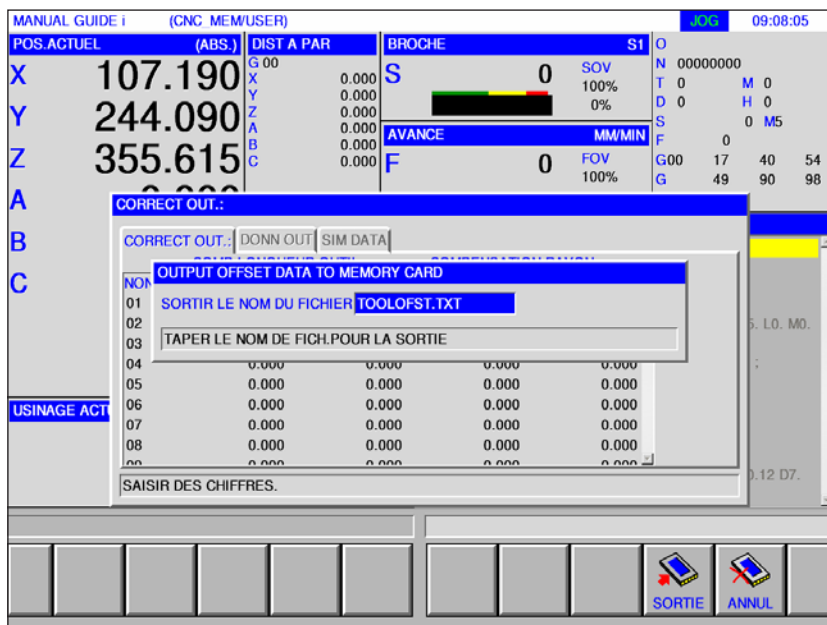 MANUAL GUIDE i (CNC_MEM/USER) JOG 09:08:05
POS.ACTUEL (ABS.)
X 107.190
Y 244.090
Z 355.615
A
B
C
DIST A PAR
G 00
X 0.000
Y 0.000
Z 0.000
A 0.000
B 0.000
C 0.000
BROCHE S1
S 0 SOV
100%
0%
AVANCE MM/MIN
F 0 FOV
100%
O
N 00000000
T 0 M 0
D 0 H 0
S 0 M5
F 0
G00 17 40 54
G 49 90 98
USINAGE ACTU
CORRECT OUT.:
CORRECT OUT.: DONN OUT SIM DATA
OUTPUT OFFSET DATA TO MEMORY CARD
SORTIR LE NOM DU FICHIER TOOLOFST.TXT
TAPER LE NOM DE FICH.POUR LA SORTIE
01
02
03
04 0.000 0.000 0.000 0.000
05 0.000 0.000 0.000 0.000
06 0.000 0.000 0.000 0.000
07 0.000 0.000 0.000 0.000
08 0.000 0.000 0.000 0.000
SAISIR DES CHIFFRES.
L0. M0.
;
D7.
SORTIE ANNUL